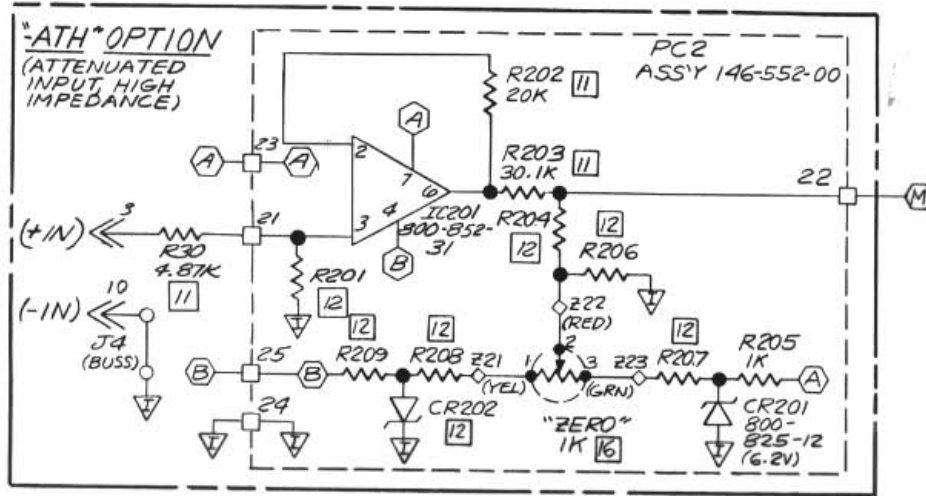 "-ATH" OPTION
(ATTENUATED
INPUT, HIGH
IMPEDANCE)
PC2
ASS'Y 146-552-00
R202
20K
11
A
23
A
A
2
7
6
R203
30.1K
11
22
M
(+IN)
3
R30
4.87K
11
21
3
4
IC201
800-852-
31
B
R204
12
12
R206
I
R201
12
I
(-IN)
10
J4
(BUSS)
I
Z22
(RED)
2
25
B
B
12
R209
12
R208
Z21
(YEL)
1
3
Z23
(GRN)
12
R207
R205
1K
A
24
I
I
CR202
12
I
"ZERO"
1K
16
CR201
800-
825-12
(6.2V)
I